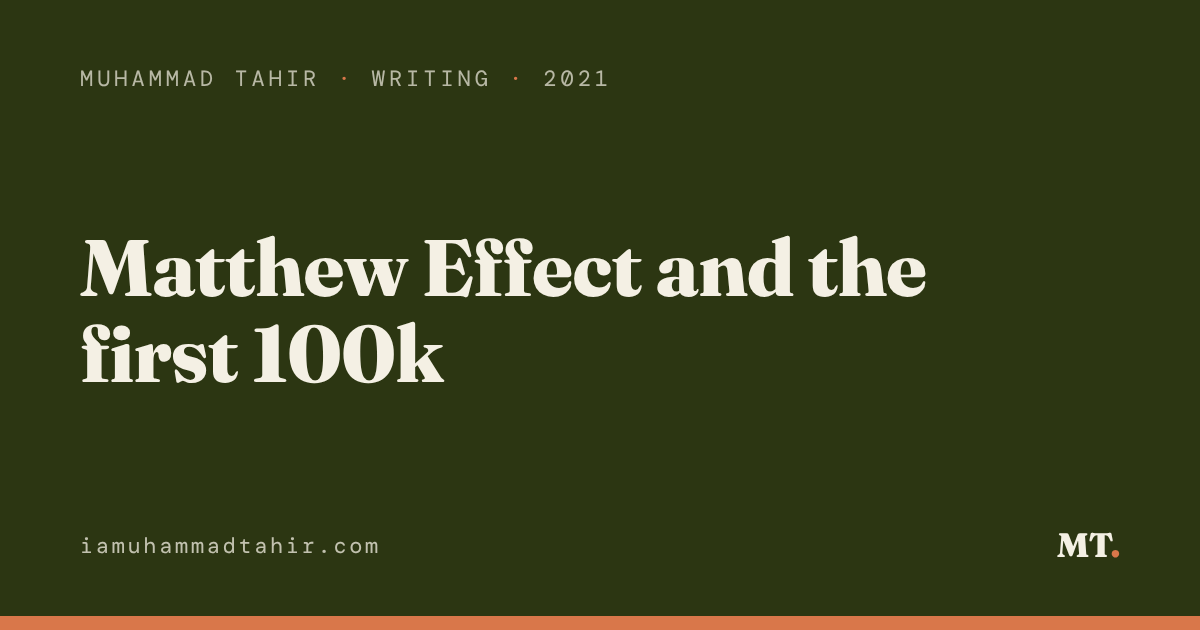 MUHAMMAD TAHIR · WRITING · 2021
Matthew Effect and the
first 100k
iamuhammadtahir.com
MT.